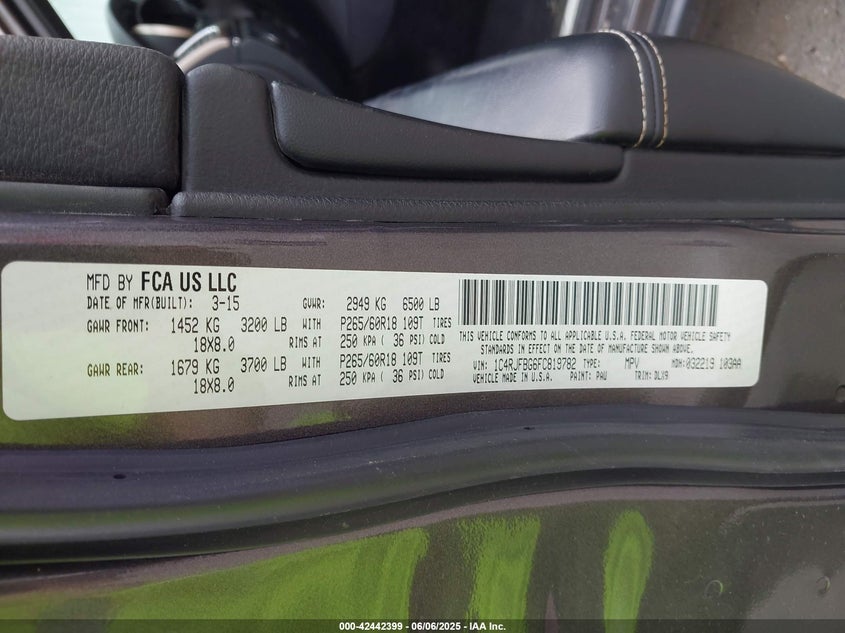 MFD BY FCA US LLC
DATE OF MFR(BUILT): 3-15 GVWR: 2949 KG 6500 LB
GAWR FRONT: 1452 KG 3200 LB WITH P265/60R18 109T TIRES
18X8.0 RIMS AT 250 KPA ( 36 PSI) COLD
GAWR REAR: 1679 KG 3700 LB WITH P265/60R18 109T TIRES
18X8.0 RIMS AT 250 KPA ( 36 PSI) COLD
THIS VEHICLE CONFORMS TO ALL APPLICABLE U.S.A. FEDERAL MOTOR VEHICLE SAFETY
STANDARDS IN EFFECT ON THE DATE OF MANUFACTURE SHOWN ABOVE.
VIN: 1C4RJFBG6FC819782 TYPE: MPV MDH: 032219 103AA
VEHICLE MADE IN U.S.A. PAINT: PAU TRIM: DLX9
000-42442399 - 06/06/2025 - IAA Inc.